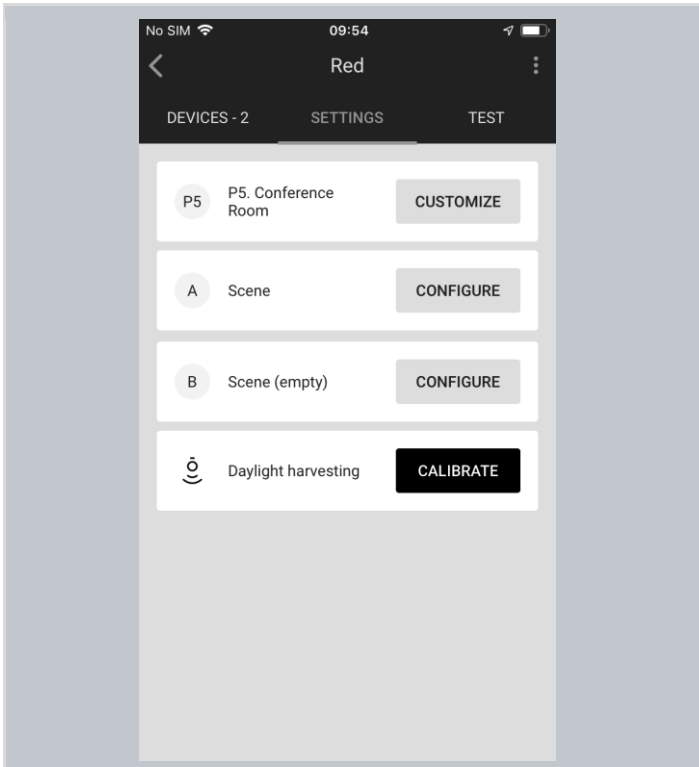 No SIM 09:54
Red
DEVICES - 2 SETTINGS TEST
P5 P5. Conference
Room
CUSTOMIZE
A Scene CONFIGURE
B Scene (empty) CONFIGURE
Daylight harvesting CALIBRATE